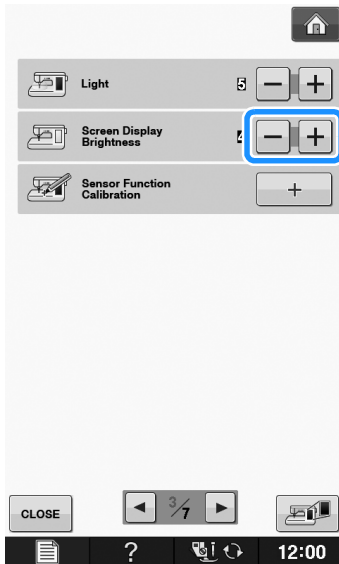 Light 5
Screen Display
Brightness
Sensor Function
Calibration
CLOSE
3/7
? 12:00